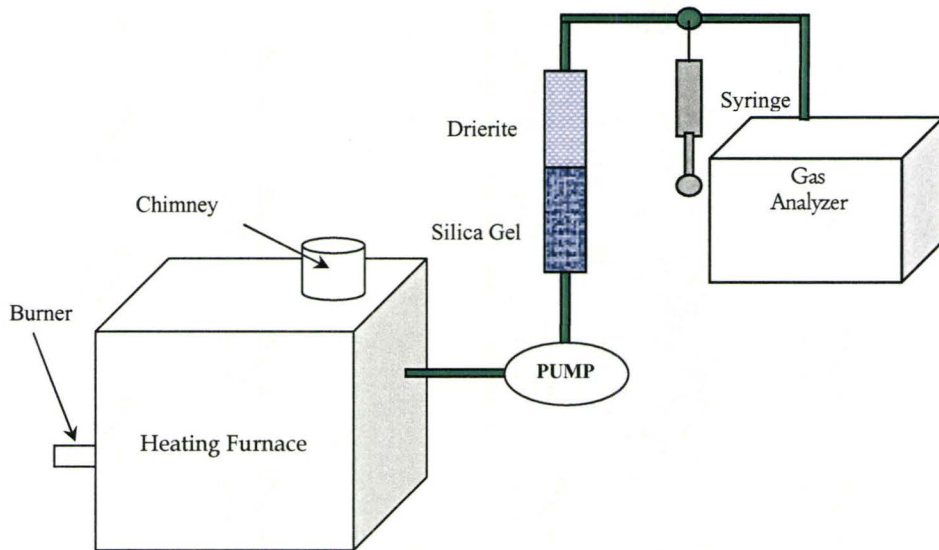 Drierite
Syringe
Gas
Analyzer
Silica Gel
Chimney
Burner
PUMP
Heating Furnace